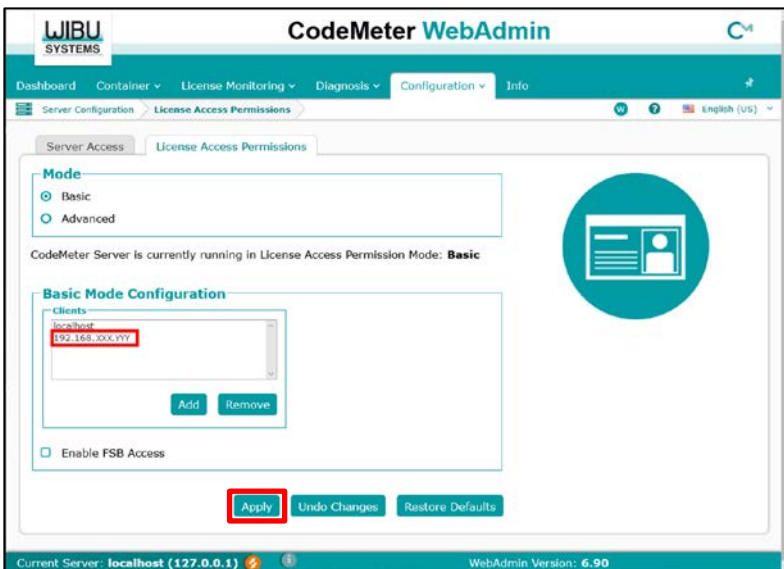 WIBU
SYSTEMS
CodeMeter WebAdmin
Dashboard Container License Monitoring Diagnosis Configuration Info
Server Configuration License Access Permissions
W ? English (US)
Server Access License Access Permissions
Mode
Basic
Advanced
CodeMeter Server is currently running in License Access Permission Mode: Basic
Basic Mode Configuration
Clients
localhost
192.168.XXX.YYY
Add Remove
Enable FSB Access
Apply Undo Changes Restore Defaults
Current Server: localhost (127.0.0.1) WebAdmin Version: 6.90